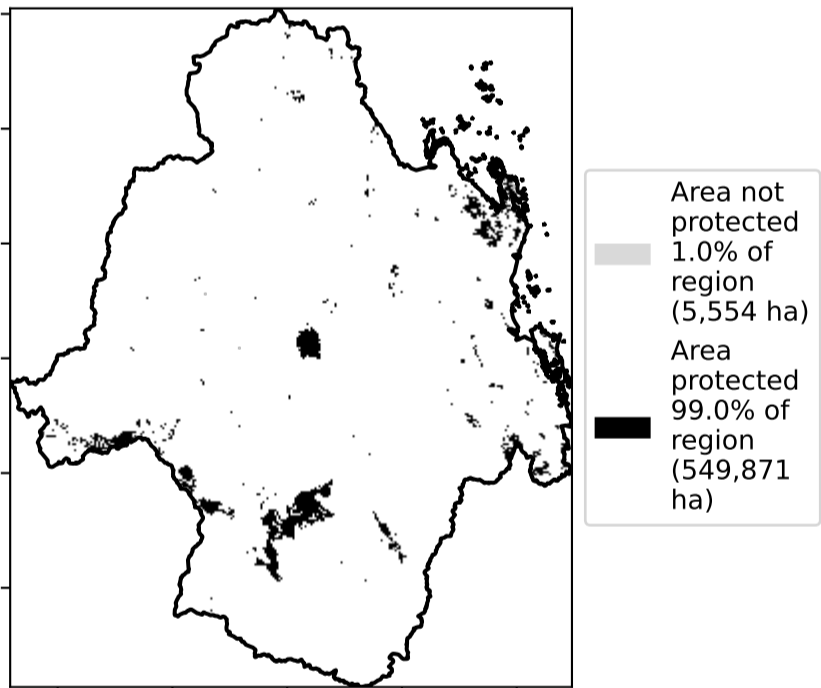 Area not
protected
1.0% of
region
(5,554 ha)
Area
protected
99.0% of
region
(549,871
ha)